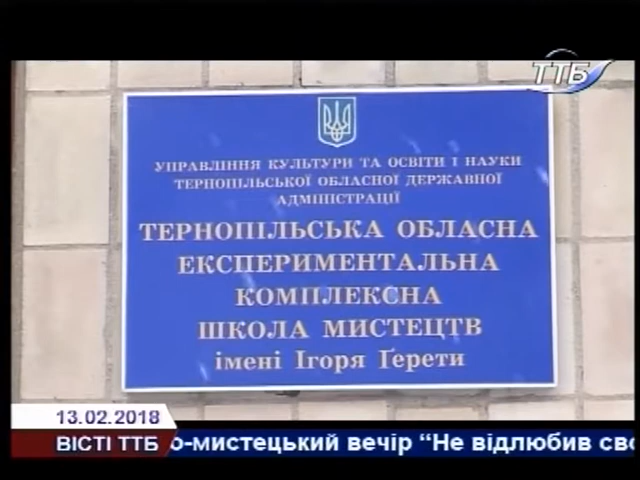 ТТБ
УПРАВЛІННЯ КУЛЬТУРИ ТА ОСВІТИ І НАУКИ
ТЕРНОПІЛЬСЬКОЇ ОБЛАСНОЇ ДЕРЖАВНОЇ
АДМІНІСТРАЦІЇ
ТЕРНОПІЛЬСЬКА ОБЛАСНА
ЕКСПЕРИМЕНТАЛЬНА
КОМПЛЕКСНА
ШКОЛА МИСТЕЦТВ
імені Ігоря Ґерети
13.02.2018
ВІСТІ ТТБ о-мистецький вечір “Не відлюбив сво